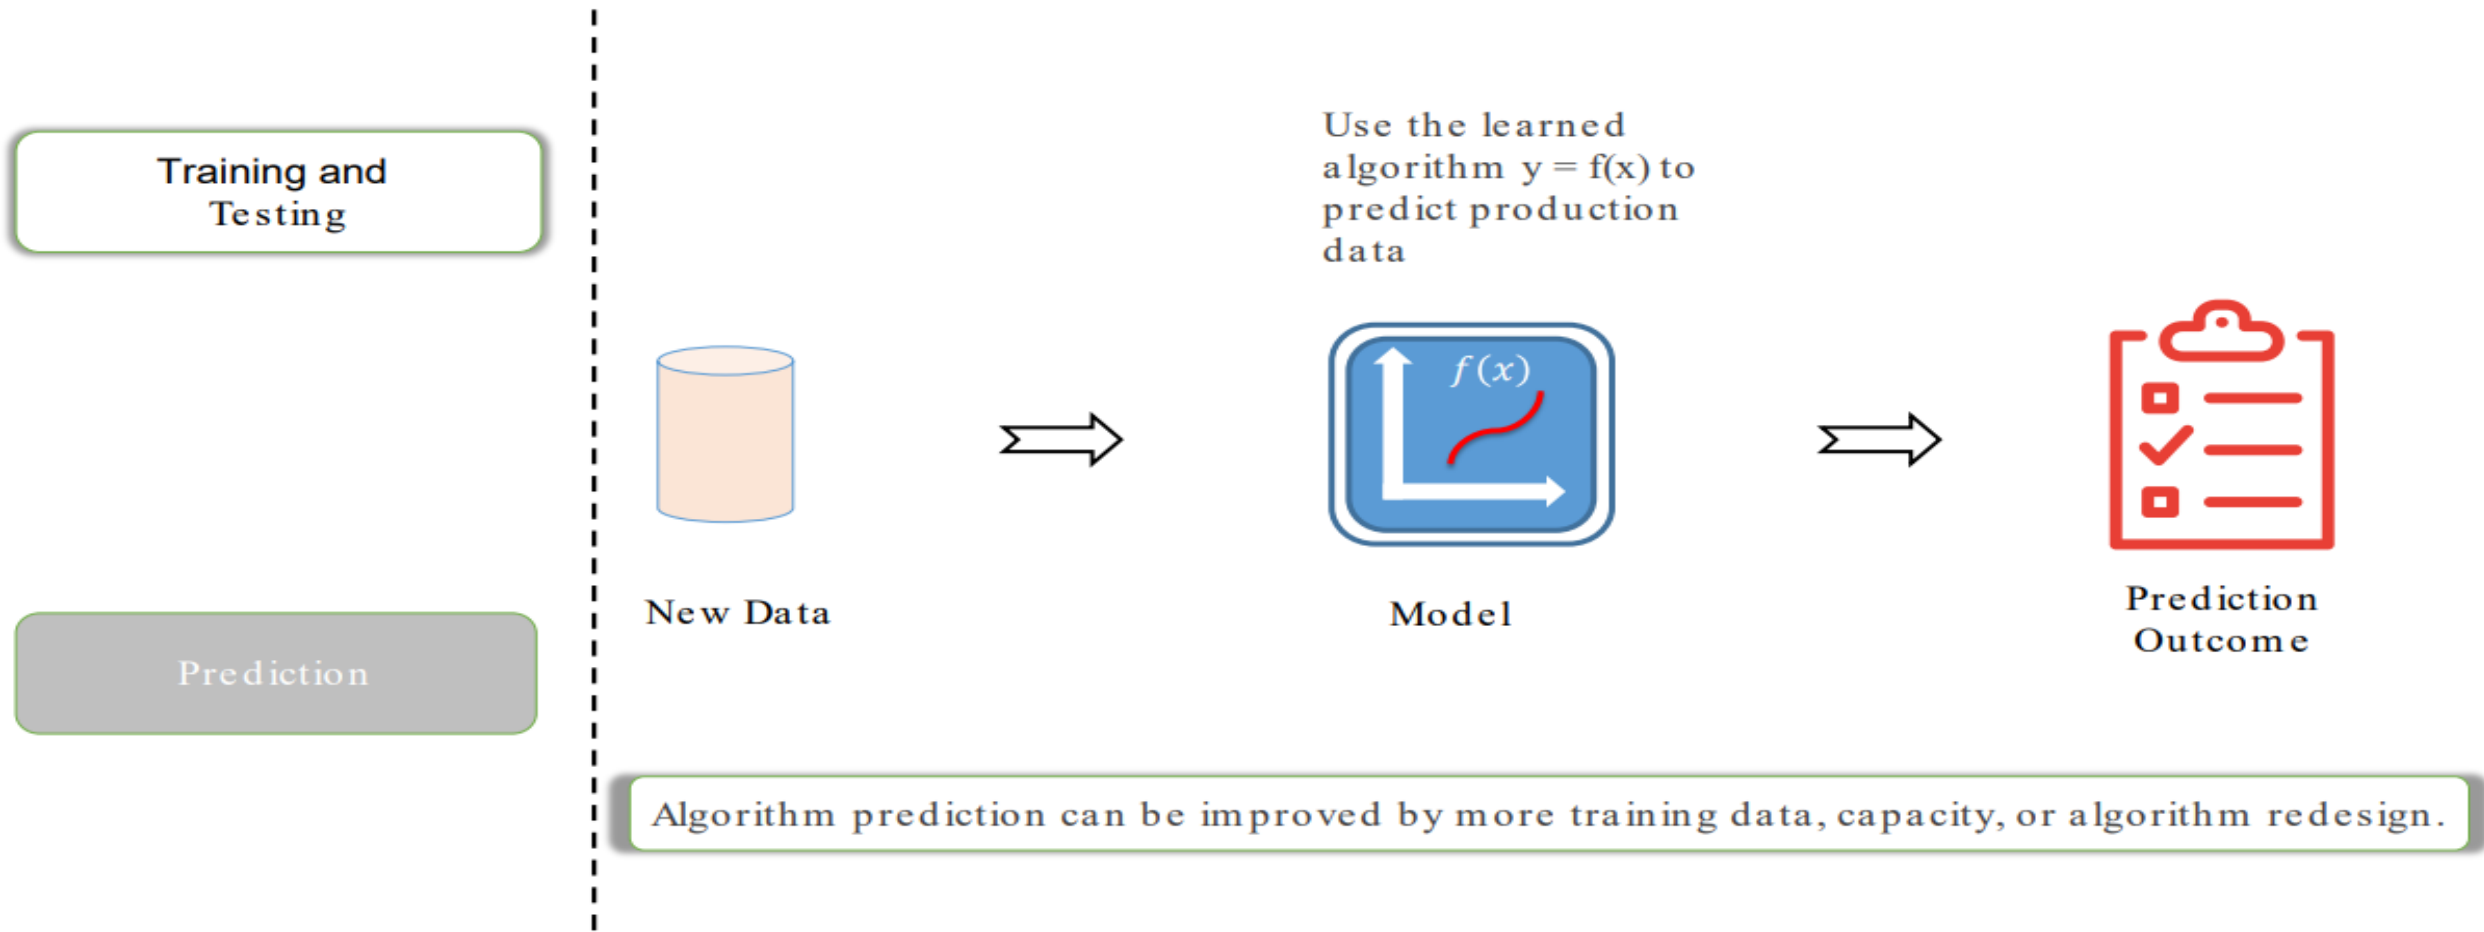 Training and
Testing
Prediction
Use the learned
algorithm y = f(x) to
predict production
data
f(x)
New Data
Model
Prediction
Outcome
Algorithm prediction can be improved by more training data, capacity, or algorithm redesign.